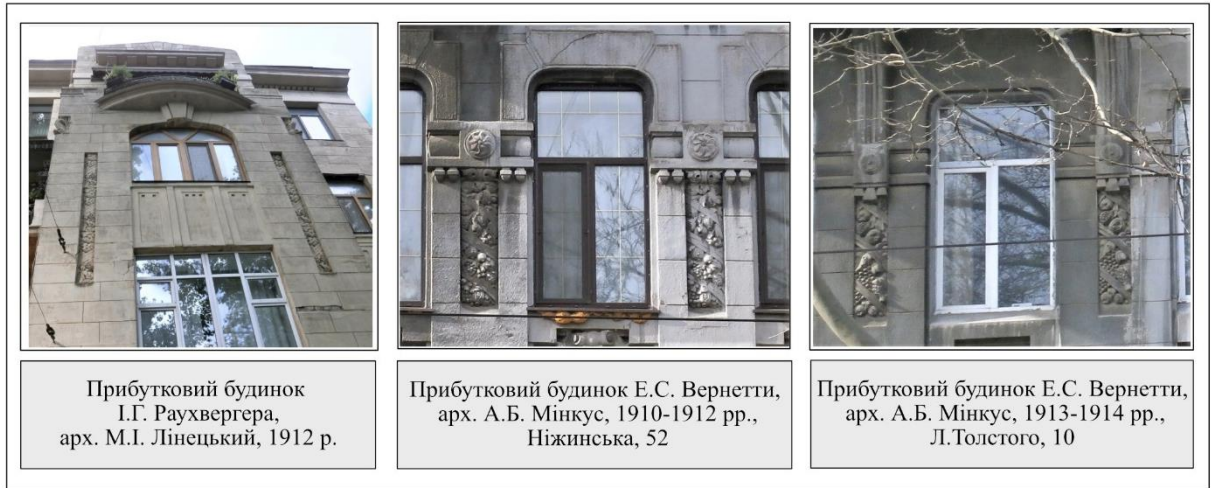 Прибутковий будинок
І.Г. Раухвергера,
арх. М.І. Лінецький, 1912 р.
Прибутковий будинок Е.С. Вернетти,
арх. А.Б. Мінкус, 1910-1912 рр.,
Ніжинська, 52
Прибутковий будинок Е.С. Вернетти,
арх. А.Б. Мінкус, 1913-1914 рр.,
Л.Толстого, 10